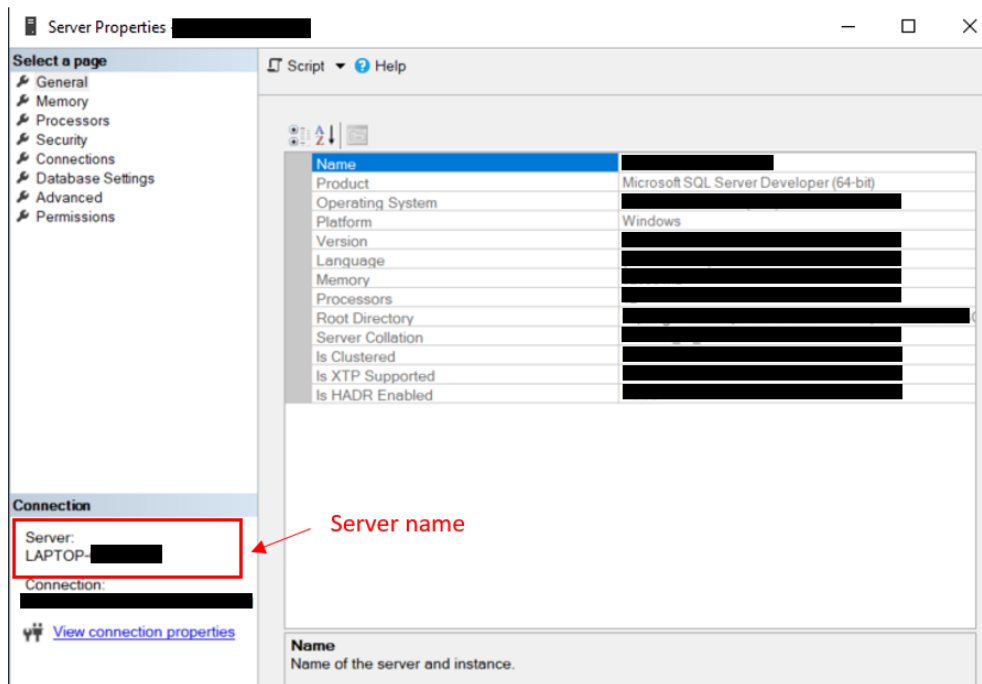 Server Properties -
Select a page
General
Memory
Processors
Security
Connections
Database Settings
Advanced
Permissions
Script Help
Name
Product Microsoft SQL Server Developer (64-bit)
Operating System
Platform Windows
Version
Language
Memory
Processors
Root Directory
Server Collation
Is Clustered
Is XTP Supported
Is HADR Enabled
Connection
Server:
LAPTOP-
Server name
Connection:
View connection properties
Name
Name of the server and instance.